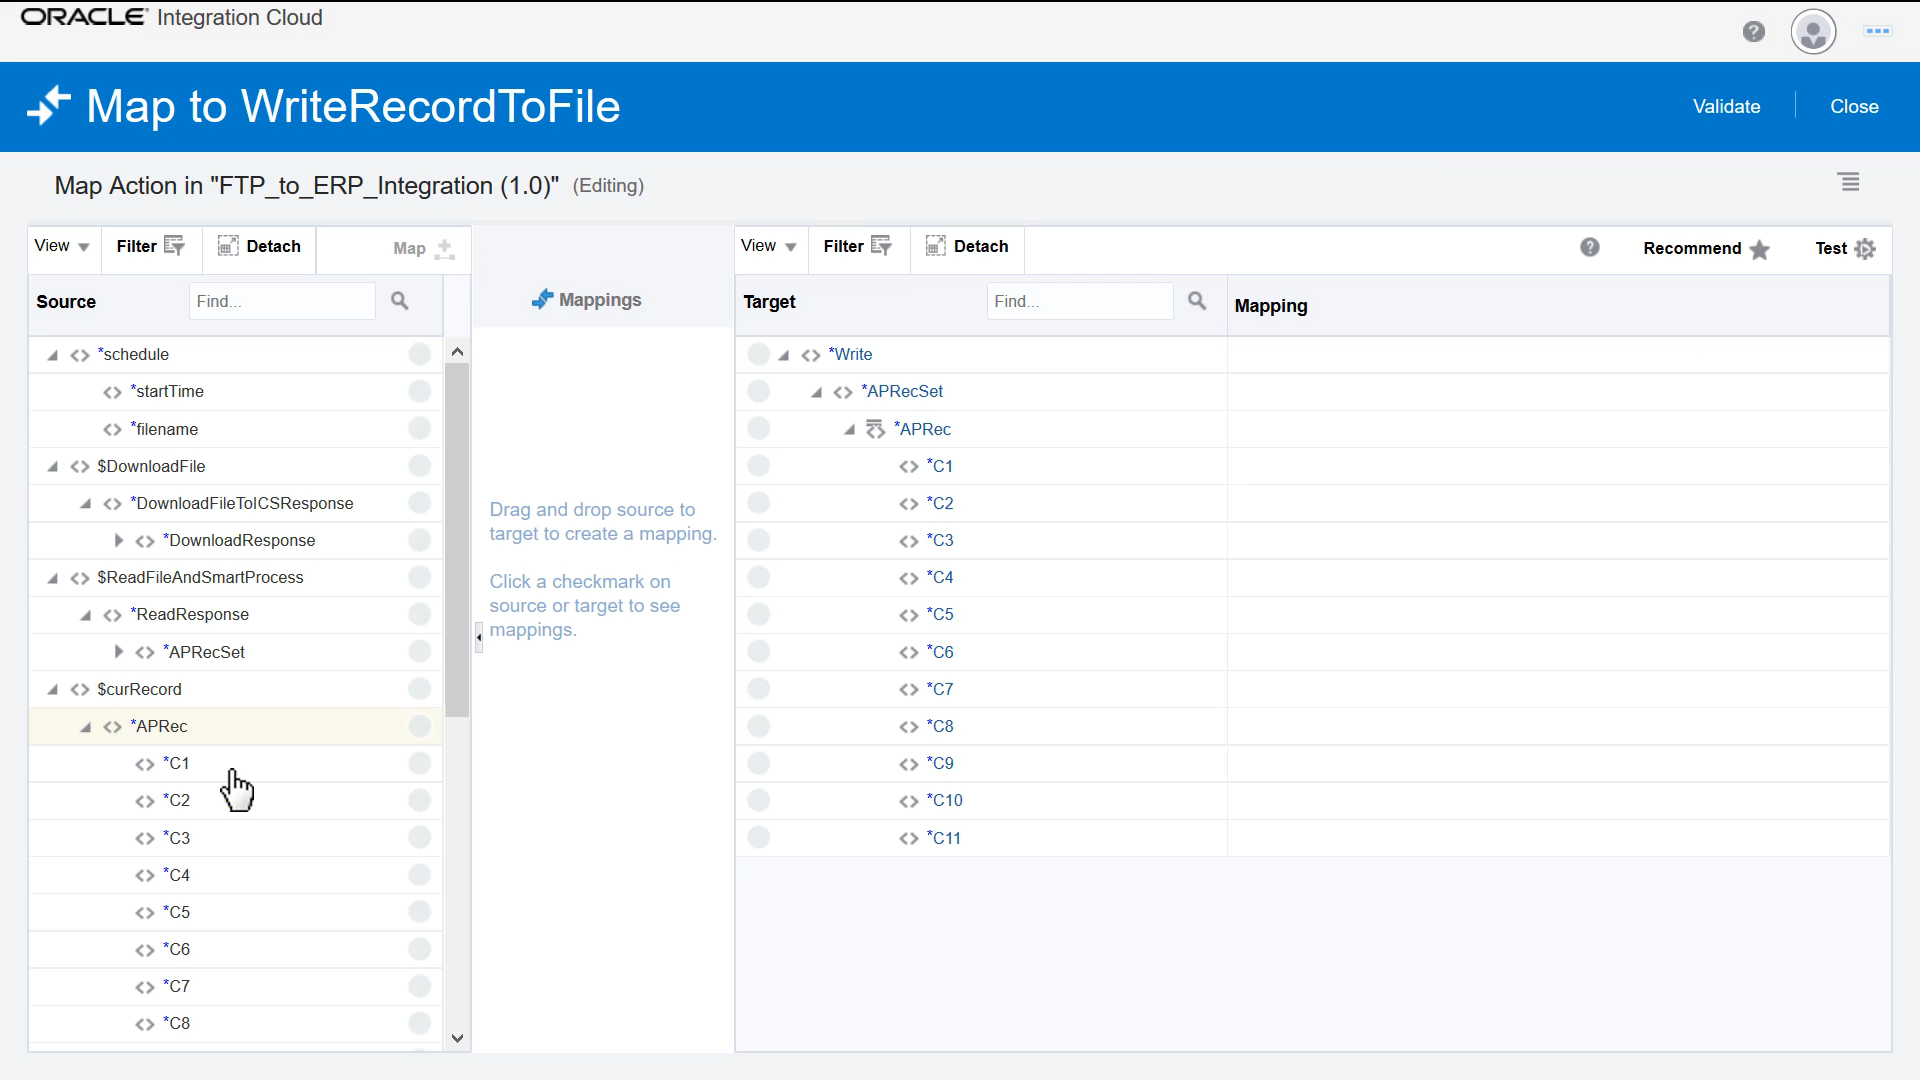 ORACLE Integration Cloud
Map to WriteRecordToFile
Validate
Close
Map Action in "FTP_to_ERP_Integration (1.0)" (Editing)
View
Filter
Detach
Map
View
Filter
Detach
Recommend
Test
Source
Find...
Mappings
Target
Find...
Mapping
*schedule
*startTime
*filename
$DownloadFile
*DownloadFileToICSResponse
*DownloadResponse
$ReadFileAndSmartProcess
*ReadResponse
*APRecSet
$curRecord
*APRec
*C1
*C2
*C3
*C4
*C5
*C6
*C7
*C8
Drag and drop source to
target to create a mapping.
Click a checkmark on
source or target to see
mappings.
*Write
*APRecSet
*APRec
*C1
*C2
*C3
*C4
*C5
*C6
*C7
*C8
*C9
*C10
*C11